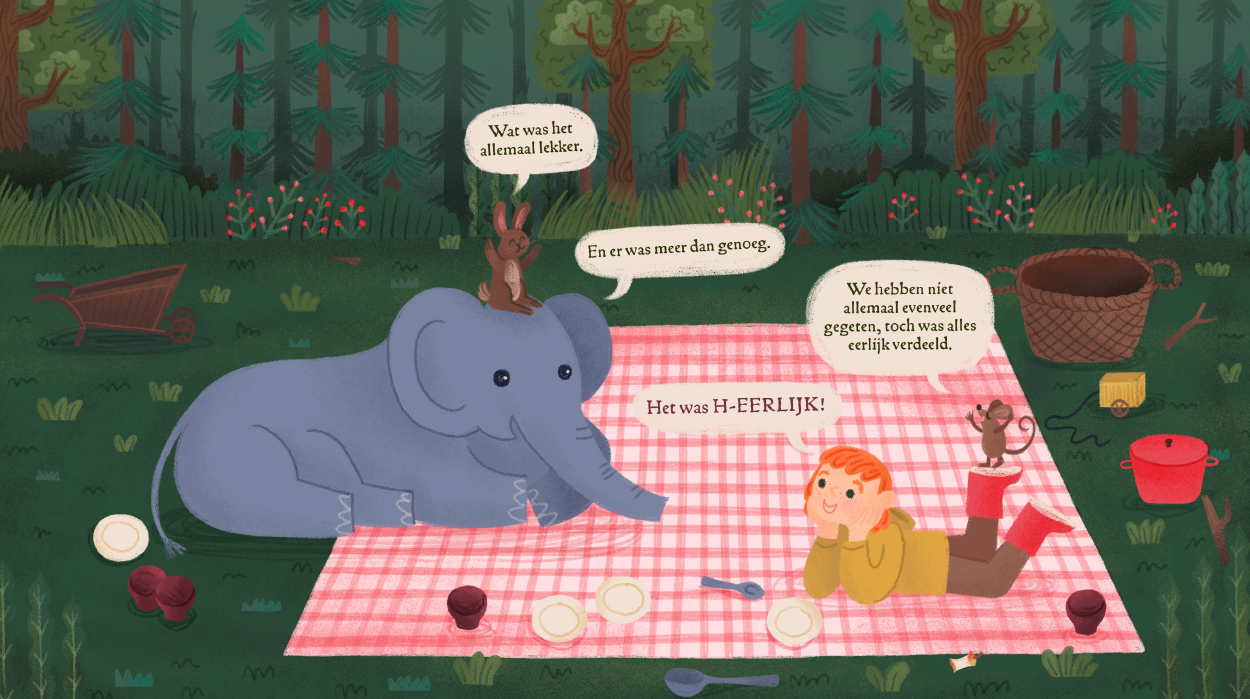 Wat was het
allemaal lekker.
En er was meer dan genoeg.
We hebben niet
allemaal evenveel
gegeten, toch was alles
eerlijk verdeeld.
Het was H-EERLIJK!